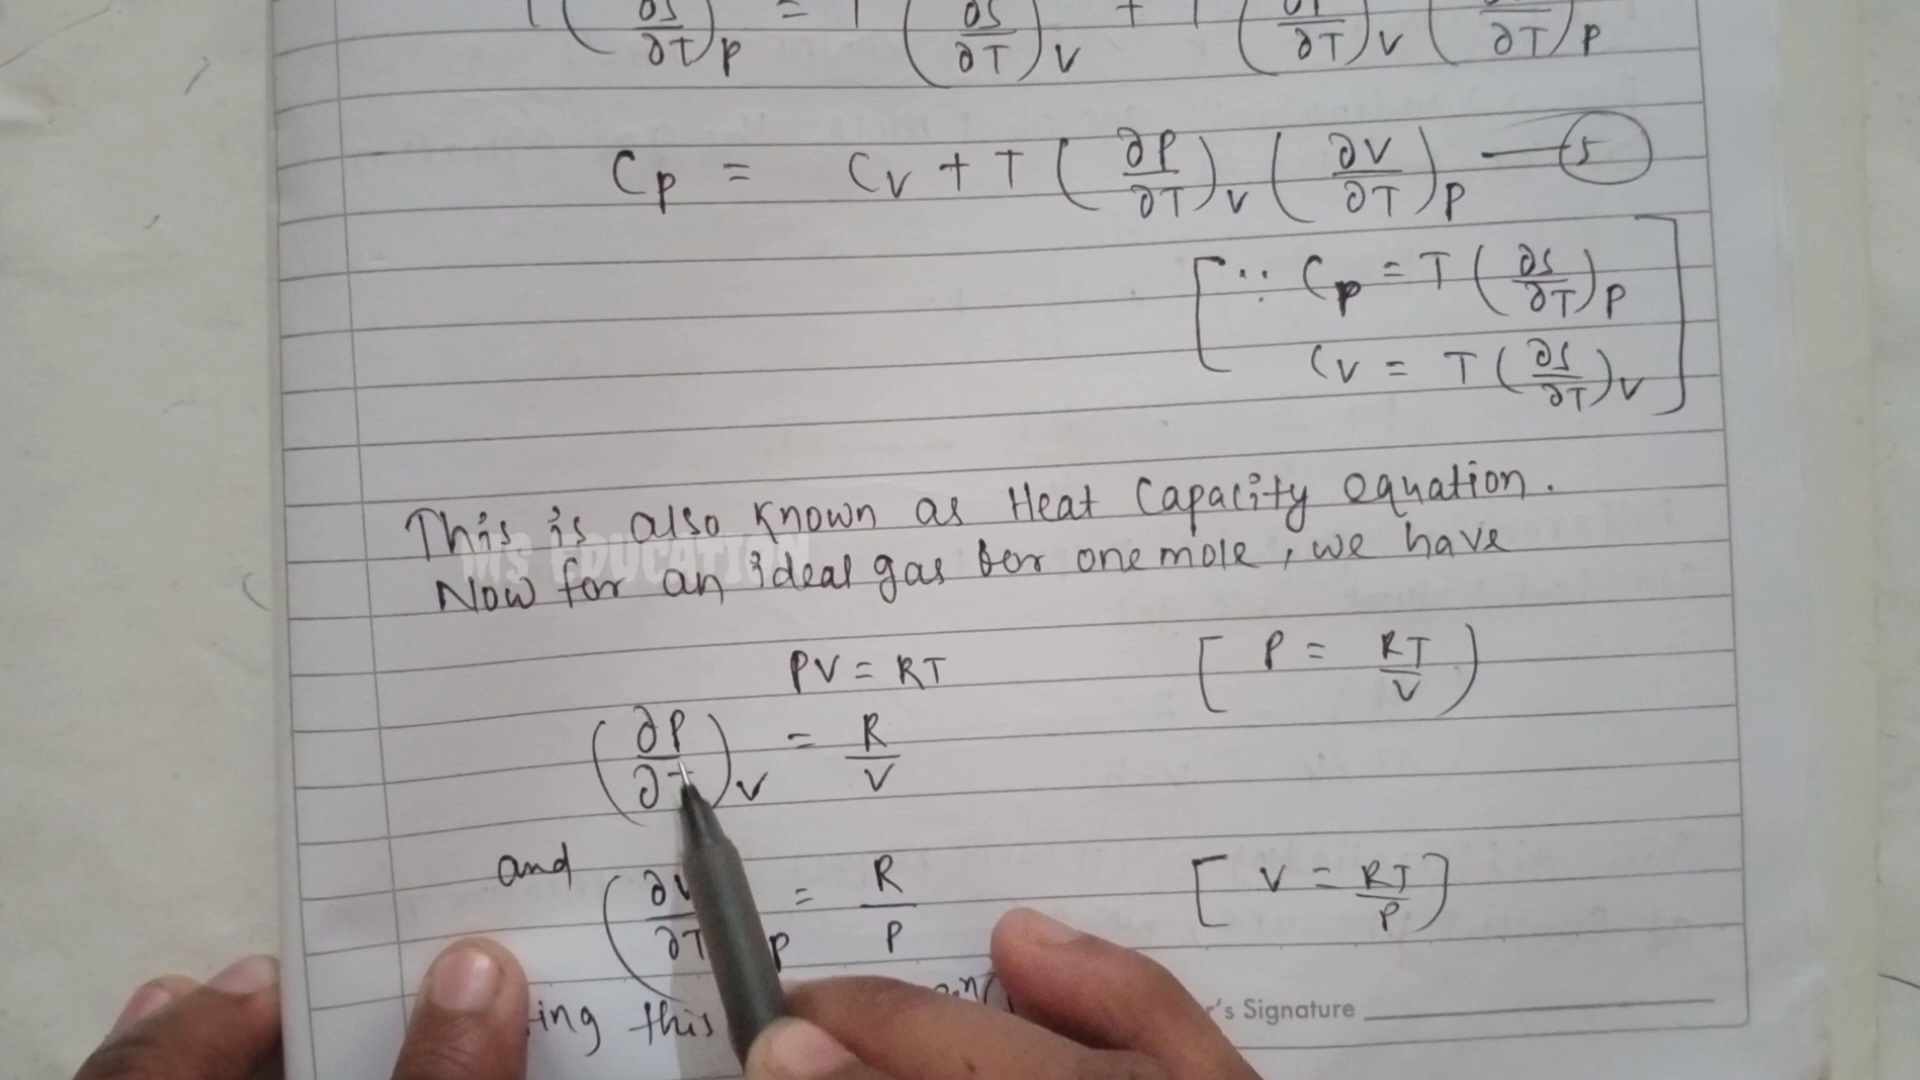 (∂S/∂T)P = T (∂S/∂T)V + T (∂P/∂T)V (/∂T)P
CP = CV + T (∂P/∂T)V (∂V/∂T)P —(5)
[∵ CP = T (∂S/∂T)P
CV = T (∂S/∂T)V]
This is also known as Heat Capacity equation.
MS EDUCATION
Now for an ideal gas for one mole, we have
PV = RT [P = RT/V)
(∂P/∂T)V = R/V
and (∂V/∂T P = R/P [V = RT/P]
ing this
r's Signature